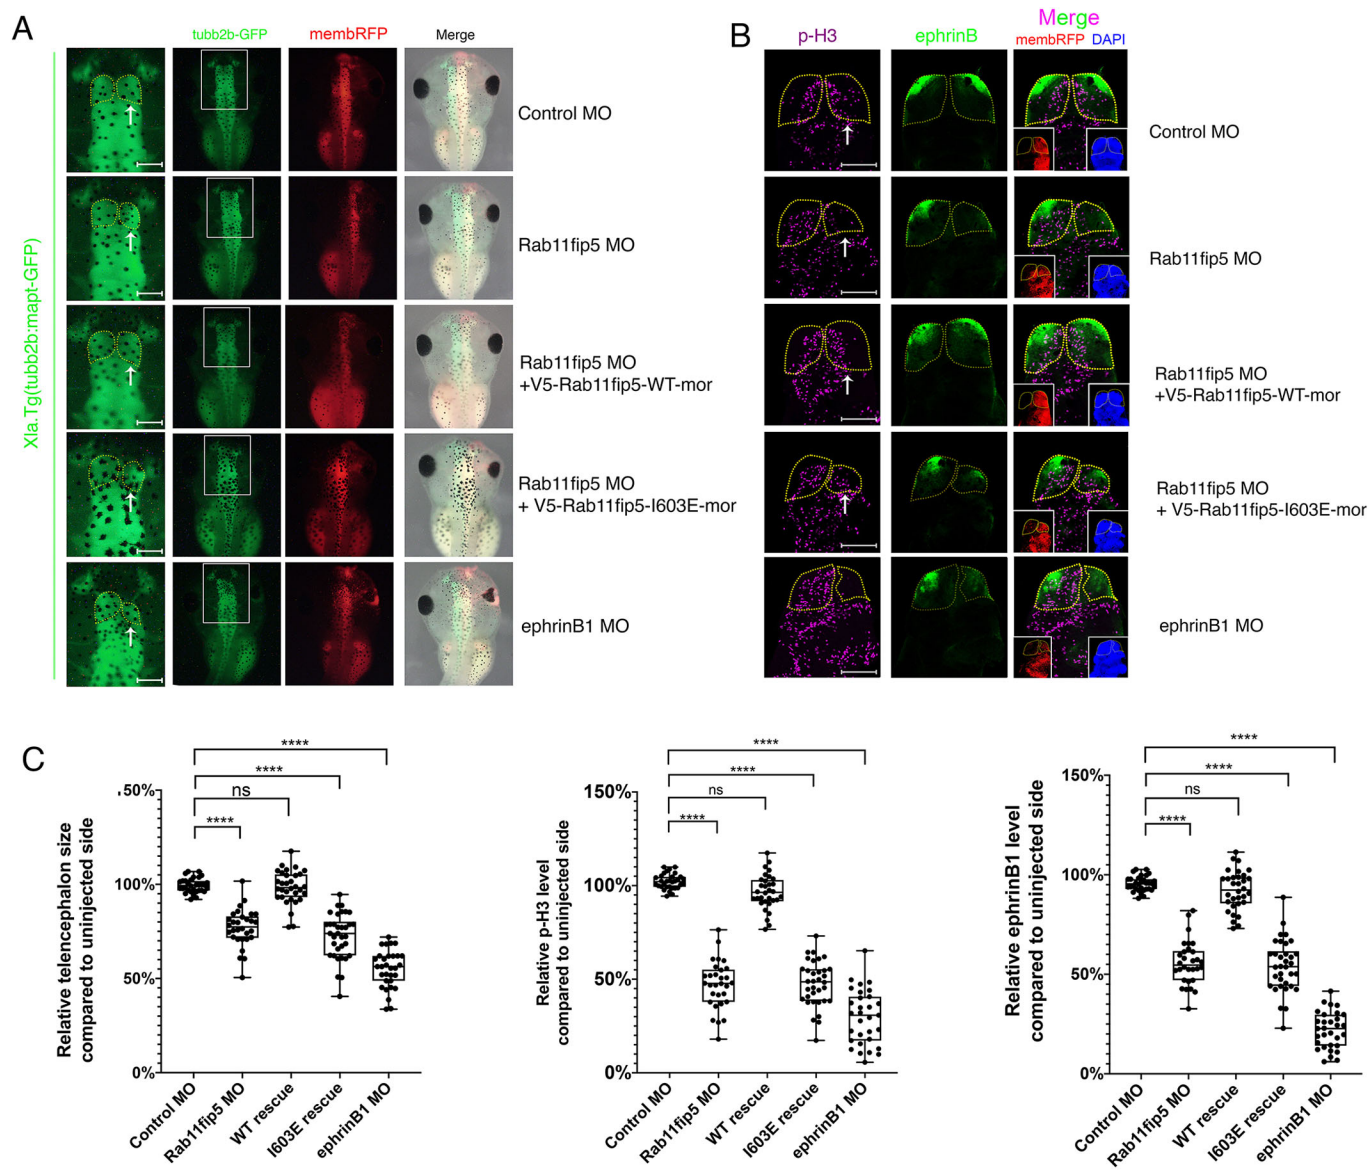 A
tubb2b-GFP
membRFP
Merge
Xla.Tg(tubb2b:mapt-GFP)
Control MO
Rab11fip5 MO
Rab11fip5 MO
+V5-Rab11fip5-WT-mor
Rab11fip5 MO
+ V5-Rab11fip5-I603E-mor
ephrinB1 MO
B
p-H3
ephrinB
Merge
membRFP DAPI
Control MO
Rab11fip5 MO
Rab11fip5 MO
+V5-Rab11fip5-WT-mor
Rab11fip5 MO
+ V5-Rab11fip5-I603E-mor
ephrinB1 MO
C
Relative telencephalon size
compared to uninjected side
50%
100%
50%
0%
****
****
ns
****
Control MO
Rab11fip5 MO
WT rescue
I603E rescue
ephrinB1 MO
Relative p-H3 level
compared to uninjected side
150%
100%
50%
0%
****
****
ns
****
Control MO
Rab11fip5 MO
WT rescue
I603E rescue
ephrinB1 MO
Relative ephrinB1 level
compared to uninjected side
150%
100%
50%
0%
****
****
ns
****
Control MO
Rab11fip5 MO
WT rescue
I603E rescue
ephrinB1 MO